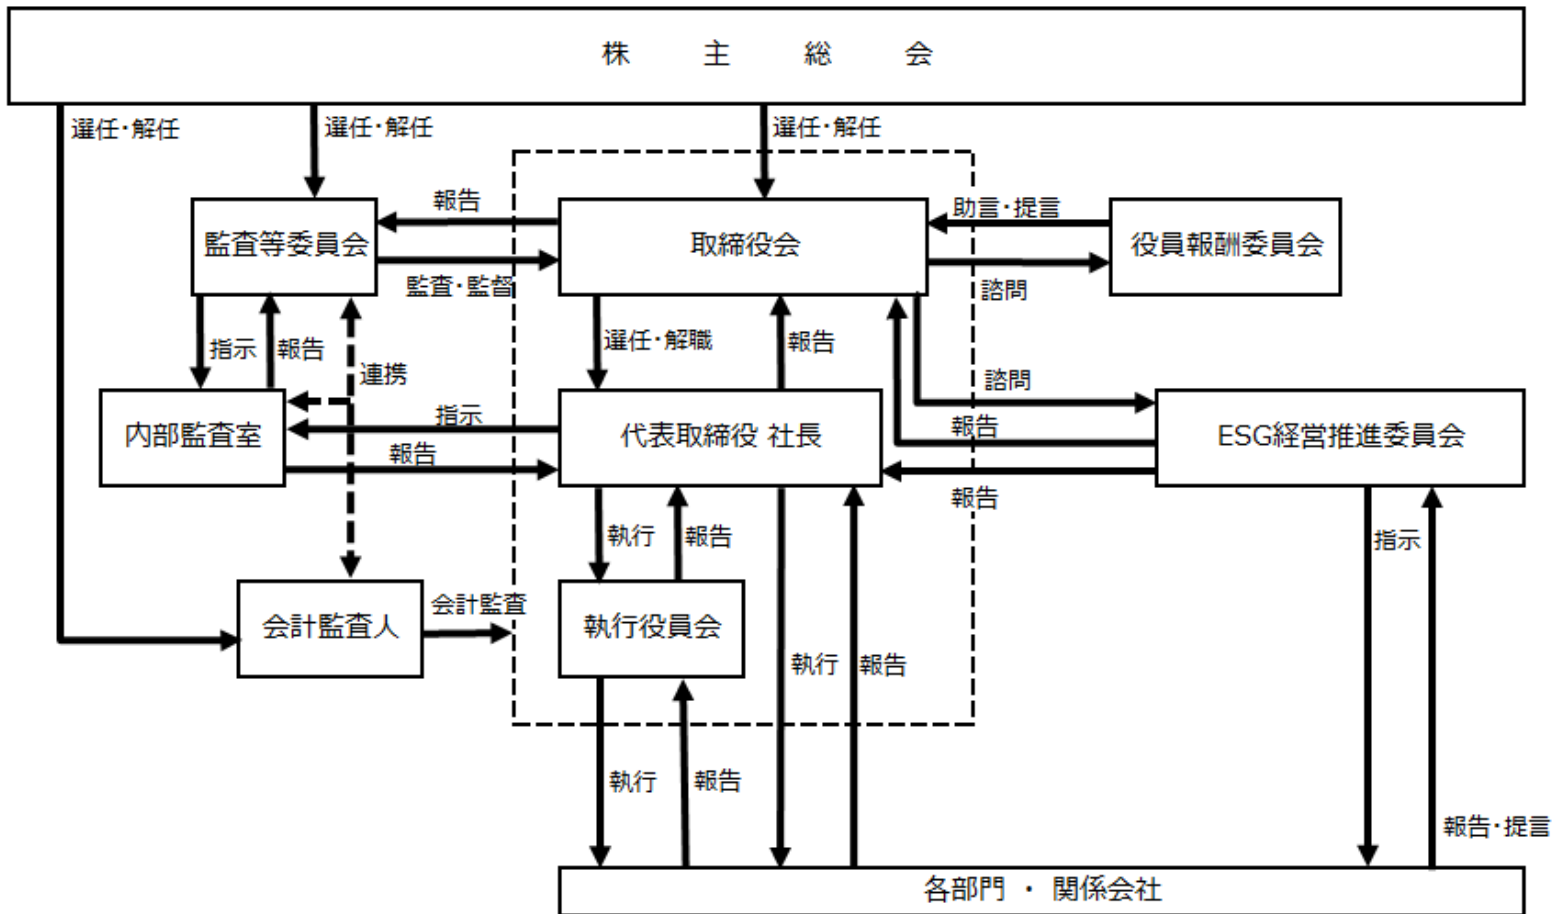 株 主 総 会
選任・解任
選任・解任
選任・解任
報告
助言・提言
監査等委員会
取締役会
役員報酬委員会
監査・監督
諮問
指示
報告
選任・解職
報告
連携
諮問
指示
報告
内部監査室
代表取締役 社長
ESG経営推進委員会
報告
報告
執行
報告
指示
会計監査
会計監査人
執行役員会
執行
報告
執行
報告
報告・提言
各部門 ・ 関係会社